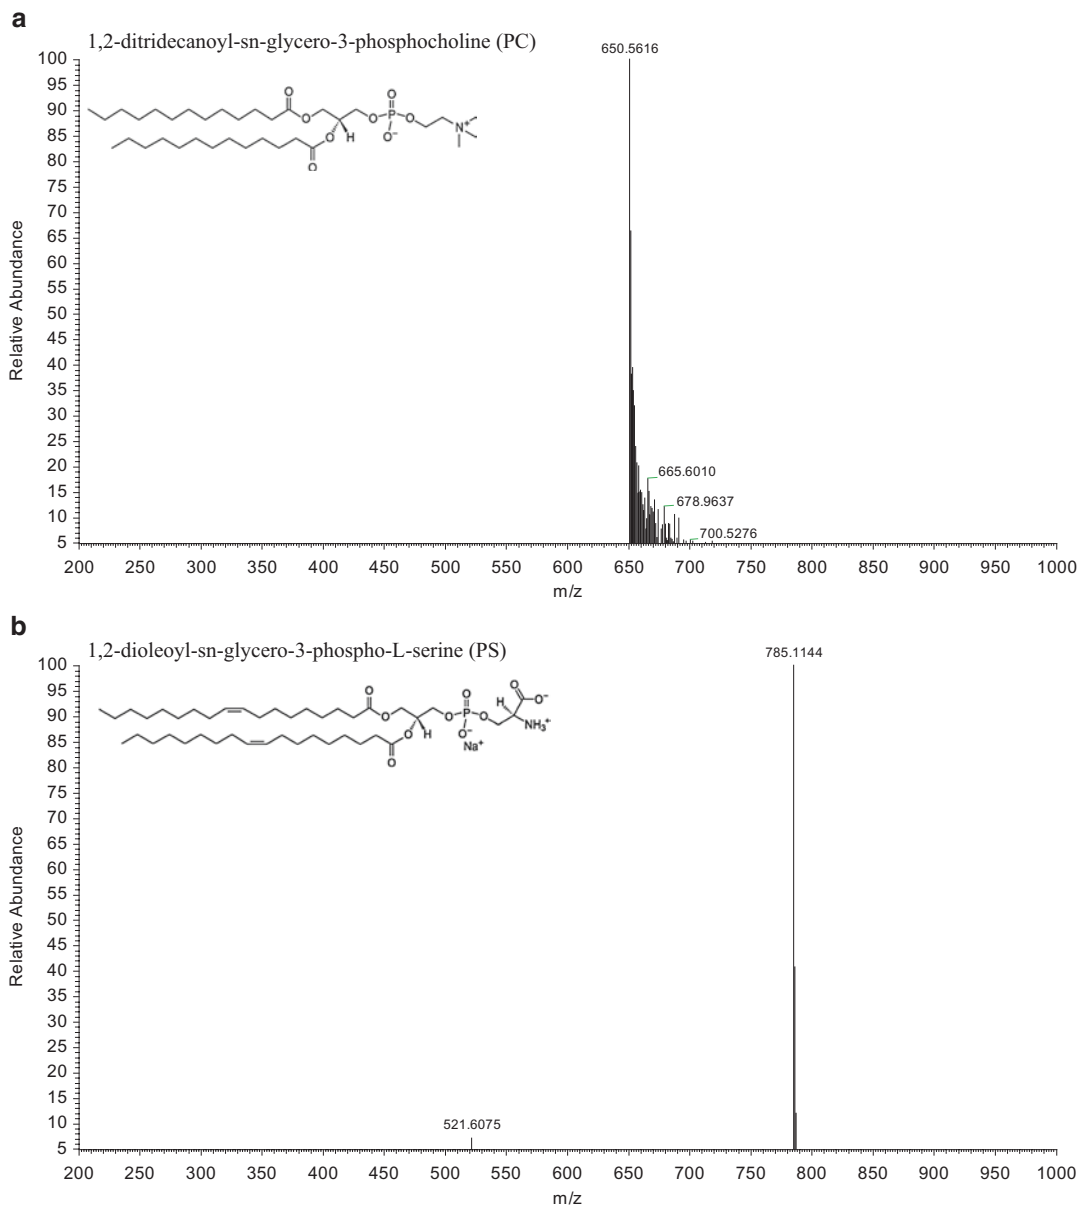 a
1,2-ditridecanoyl-sn-glycero-3-phosphocholine (PC)
650.5616
100
95
90
85
80
75
70
65
60
55
50
45
40
35
30
25
20
15
10
5
Relative Abundance
O
O
O
O
P
O
O
O⁻
H
N⁺
O
665.6010
678.9637
700.5276
200 250 300 350 400 450 500 550 600 650 700 750 800 850 900 950 1000
m/z
b
1,2-dioleoyl-sn-glycero-3-phospho-L-serine (PS)
785.1144
100
95
90
85
80
75
70
65
60
55
50
45
40
35
30
25
20
15
10
5
Relative Abundance
O
O
O
O
P
O
O
O⁻
H
O⁻
NH₃⁺
O⁻
Na⁺
O
H
O
521.6075
200 250 300 350 400 450 500 550 600 650 700 750 800 850 900 950 1000
m/z